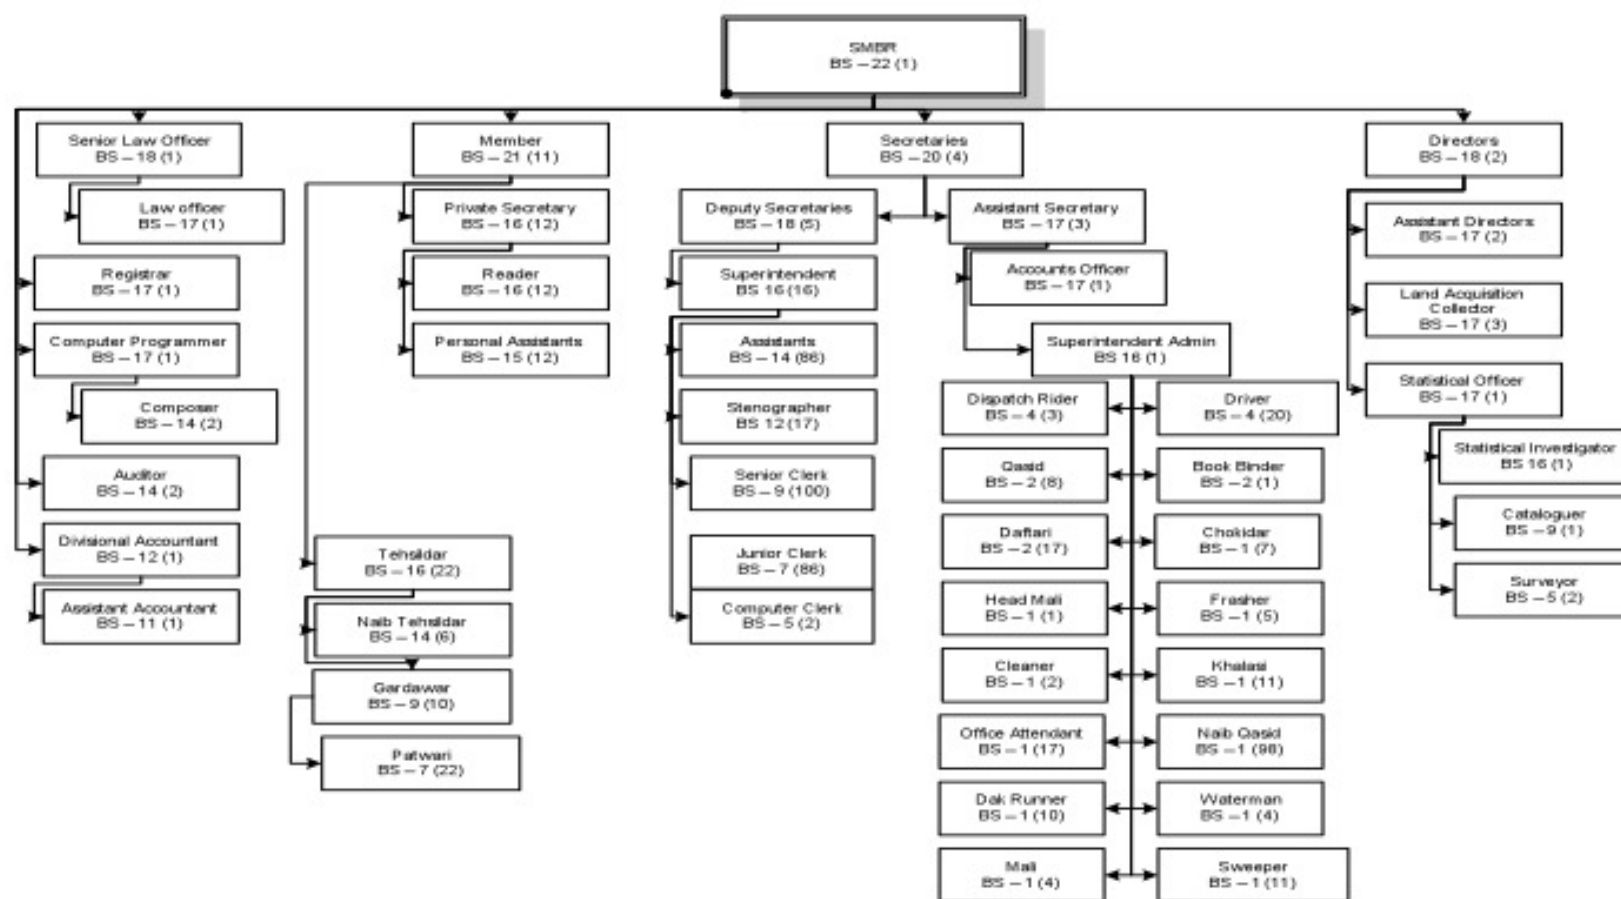 SMBR
BS – 22 (1)
Senior Law Officer
BS – 18 (1)
Law officer
BS – 17 (1)
Registrar
BS – 17 (1)
Computer Programmer
BS – 17 (1)
Composer
BS – 14 (2)
Auditor
BS – 14 (2)
Divisional Accountant
BS – 12 (1)
Assistant Accountant
BS – 11 (1)
Member
BS – 21 (11)
Private Secretary
BS – 16 (12)
Reader
BS – 16 (12)
Personal Assistants
BS – 15 (12)
Tehsildar
BS – 16 (22)
Naib Tehsildar
BS – 14 (6)
Gardawar
BS – 9 (10)
Patwari
BS – 7 (22)
Secretaries
BS – 20 (4)
Deputy Secretaries
BS – 18 (5)
Superintendent
BS 16 (16)
Assistants
BS – 14 (86)
Stenographer
BS 12 (17)
Senior Clerk
BS – 9 (100)
Junior Clerk
BS – 7 (86)
Computer Clerk
BS – 5 (2)
Assistant Secretary
BS – 17 (3)
Accounts Officer
BS – 17 (1)
Superintendent Admin
BS 16 (1)
Dispatch Rider
BS – 4 (3)
Driver
BS – 4 (20)
Qasid
BS – 2 (8)
Book Binder
BS – 2 (1)
Daftari
BS – 2 (17)
Chokidar
BS – 1 (7)
Head Mali
BS – 1 (1)
Frasher
BS – 1 (5)
Cleaner
BS – 1 (2)
Khalasi
BS – 1 (11)
Office Attendant
BS – 1 (17)
Naib Qasid
BS – 1 (98)
Dak Runner
BS – 1 (10)
Waterman
BS – 1 (4)
Mali
BS – 1 (4)
Sweeper
BS – 1 (11)
Directors
BS – 18 (2)
Assistant Directors
BS – 17 (2)
Land Acquisition
Collector
BS – 17 (3)
Statistical Officer
BS – 17 (1)
Statistical Investigator
BS 16 (1)
Cataloguer
BS – 9 (1)
Surveyor
BS – 5 (2)